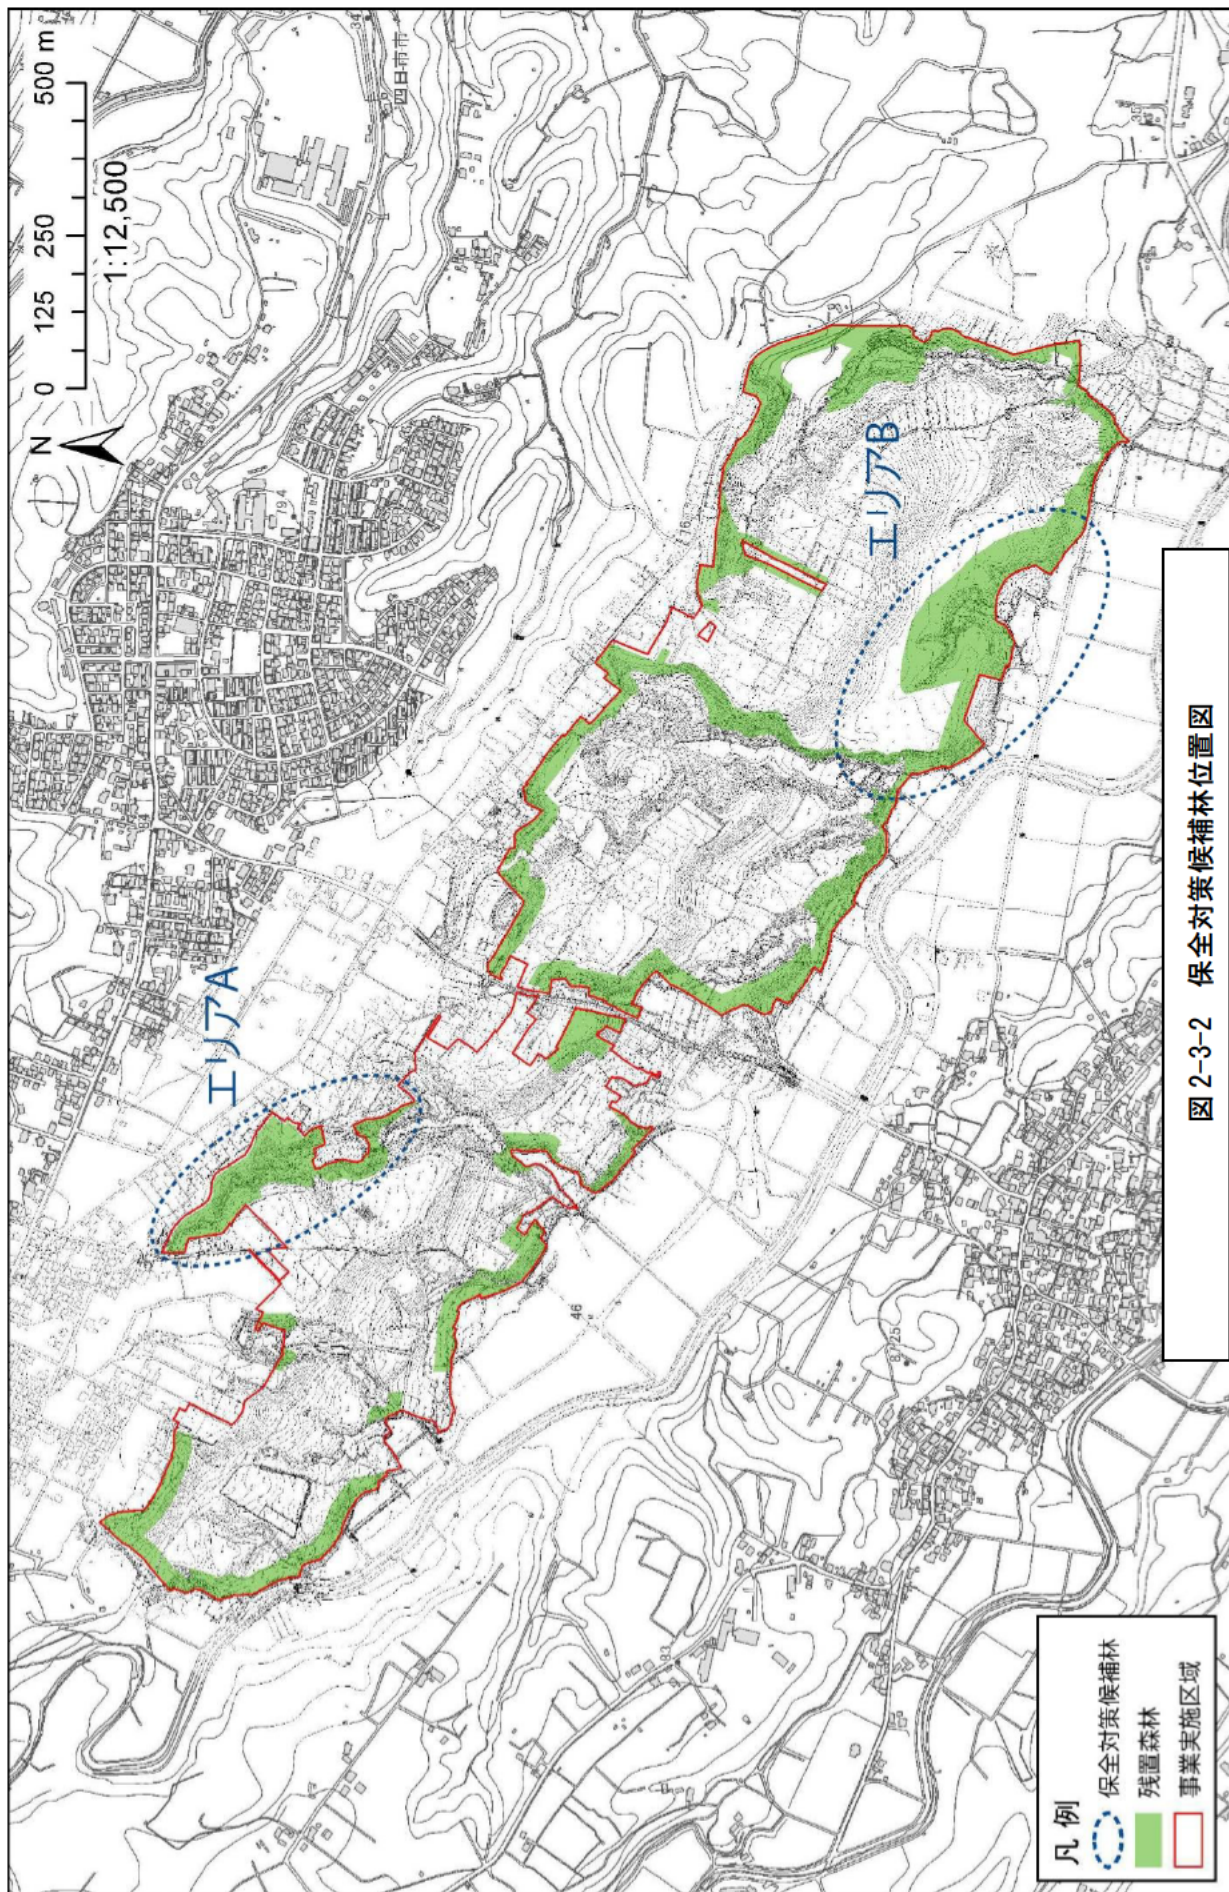 N
0 125 250 500 m
1:12,500
四日市市
エリアA
エリアB
凡 例
保全対策候補林
残置森林
事業実施区域
図 2-3-2 保全対策候補林位置図